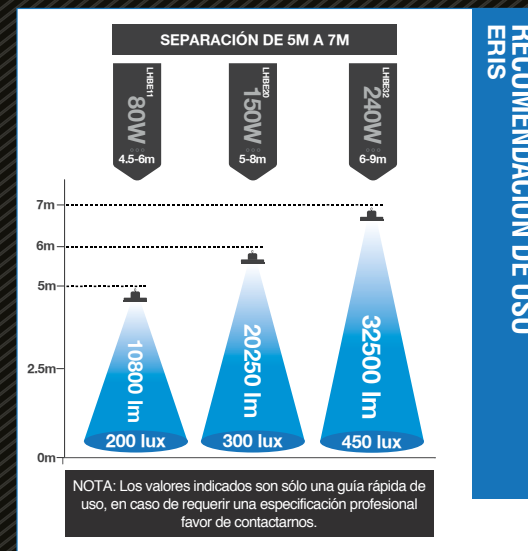 SEPARACIÓN DE 5M A 7M
LHBE11
80W
4.5-6m
LHBE20
150W
5-8m
LHBE32
240W
6-9m
7m
6m
5m
2.5m
0m
10800 lm
200 lux
20250 lm
300 lux
32500 lm
450 lux
NOTA: Los valores indicados son sólo una guía rápida de
uso, en caso de requerir una especificación profesional
favor de contactarnos.
RECOMENDACIÓN DE USO
ERIS